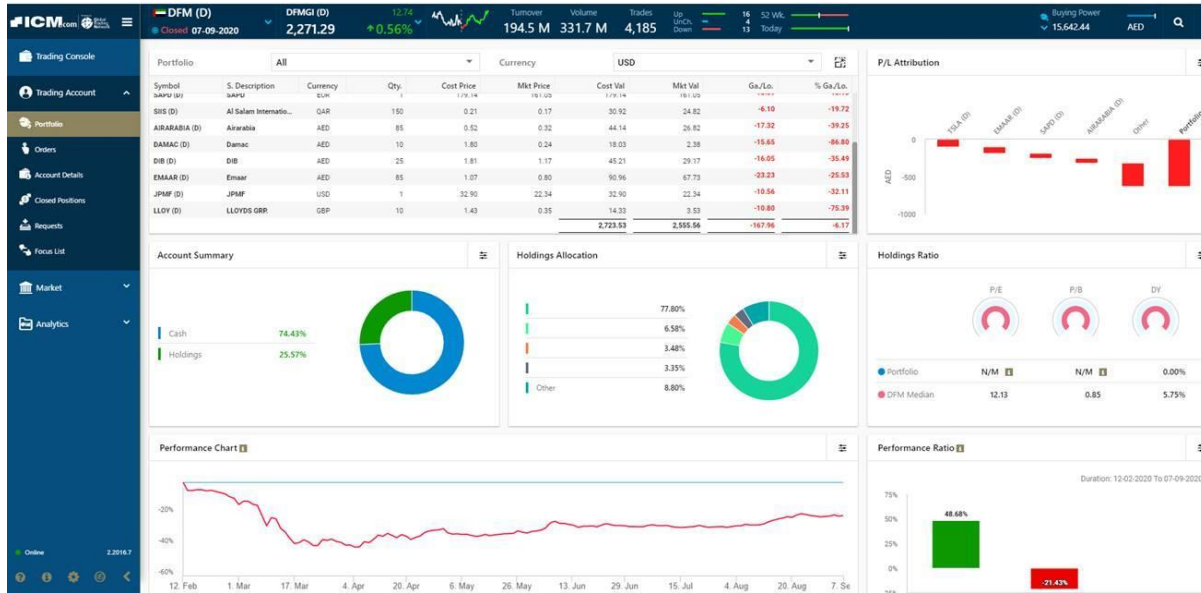 ICM.com
DFM (D)
Closed 07-09-2020
DFMGI (D) 12.74
2,271.29 0.56%
Turnover Volume Trades
194.5 M 331.7 M 4,185
Up 16
UnCh. 4
Down 13
52 Wk.
Today
Buying Power
15,642.44 AED
Trading Console
Trading Account
Portfolio
Orders
Account Details
Closed Positions
Requests
Focus List
Market
Analytics
Online 2.2016.7
Portfolio All Currency USD
Symbol S. Description Currency Qty. Cost Price Mkt Price Cost Val Mkt Val Ga./Lo. % Ga./Lo.
SAPD (D) SAPD EUR 1 179.14 161.05 179.14 161.05
SIIS (D) Al Salam Internatio... QAR 150 0.21 0.17 30.92 24.82 -6.10 -19.72
AIRARABIA (D) Airarabia AED 85 0.52 0.32 44.14 26.82 -17.32 -39.25
DAMAC (D) Damac AED 10 1.80 0.24 18.03 2.38 -15.65 -86.80
DIB (D) DIB AED 25 1.81 1.17 45.21 29.17 -16.05 -35.49
EMAAR (D) Emaar AED 85 1.07 0.80 90.96 67.73 -23.23 -25.53
JPMF (D) JPMF USD 1 32.90 22.34 32.90 22.34 -10.56 -32.11
LLOY (D) LLOYDS GRP. GBP 10 1.43 0.35 14.33 3.53 -10.80 -75.39
2,723.53 2,555.56 -167.96 -6.17
P/L Attribution
TSLA (D) EMAAR (D) SAPD (D) AIRARABIA (D) Other Portfolio
0
-500
-1000
AED
Account Summary
Cash 74.43%
Holdings 25.57%
Holdings Allocation
77.80%
6.58%
3.48%
3.35%
Other 8.80%
Holdings Ratio
P/E P/B DY
Portfolio N/M N/M 0.00%
DFM Median 12.13 0.85 5.75%
Performance Chart
-20%
-40%
-60%
12. Feb 1. Mar 17. Mar 4. Apr 20. Apr 6. May 26. May 13. Jun 29. Jun 15. Jul 4. Aug 20. Aug 7. Se
Performance Ratio
Duration: 12-02-2020 To 07-09-2020
75%
50%
25%
0%
48.68%
-21.43%